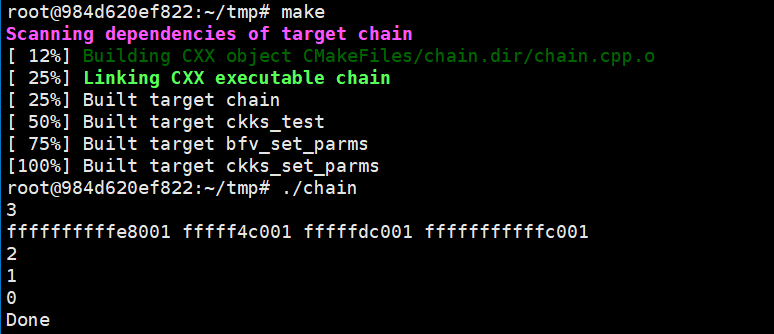 root@984d620ef822:~/tmp# make
Scanning dependencies of target chain
[ 12%] Building CXX object CMakeFiles/chain.dir/chain.cpp.o
[ 25%] Linking CXX executable chain
[ 25%] Built target chain
[ 50%] Built target ckks_test
[ 75%] Built target bfv_set_parms
[100%] Built target ckks_set_parms
root@984d620ef822:~/tmp# ./chain
3
ffffffffffe8001 fffff4c001 fffffdc001 fffffffffffc001
2
1
0
Done